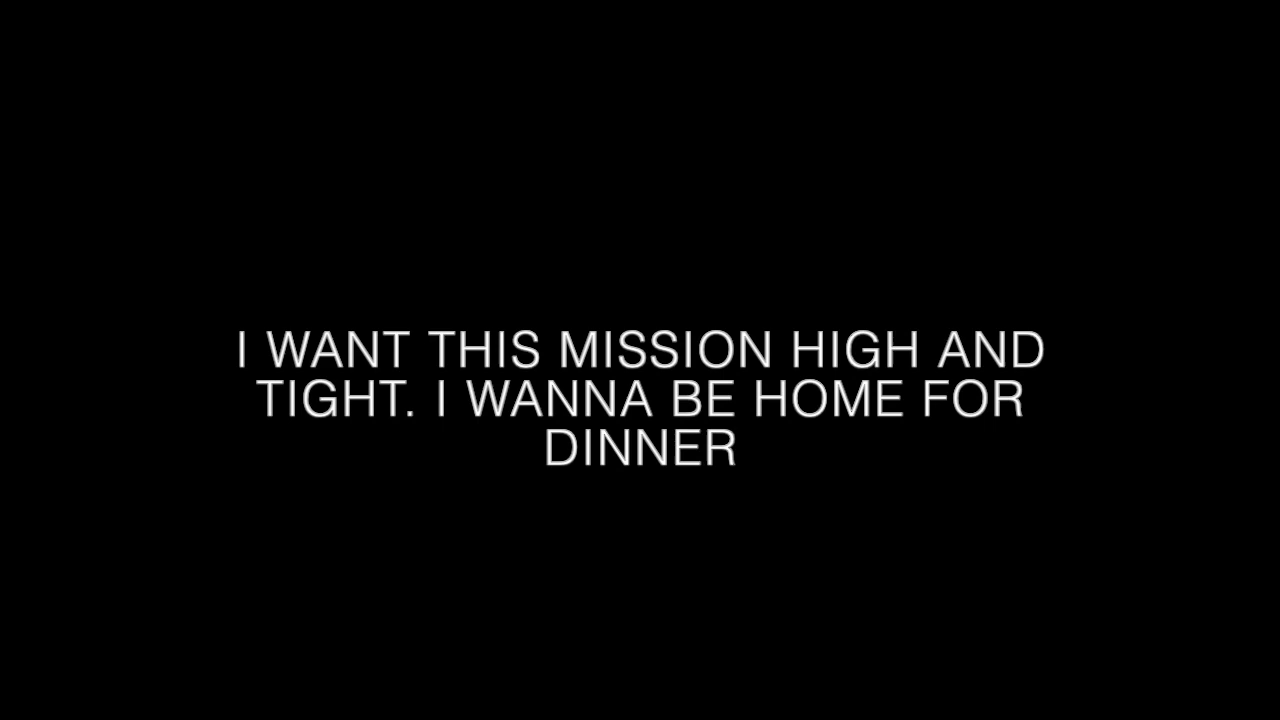 I WANT THIS MISSION HIGH AND
TIGHT. I WANNA BE HOME FOR
DINNER